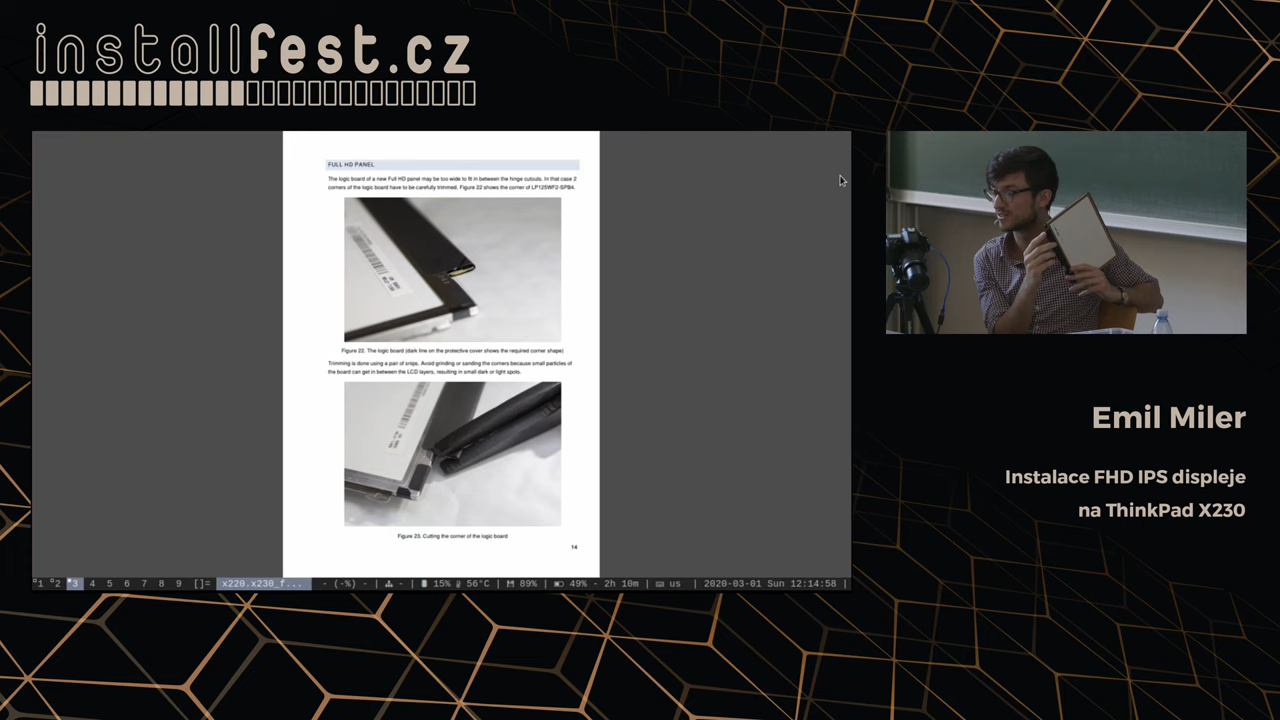 installfest.cz
FULL HD PANEL
The logic board of a new Full HD panel may be too wide to fit in between the hinge cutouts. In that case 2
corners of the logic board have to be carefully trimmed. Figure 22 shows the corner of LP125WF2-SPB4.
Figure 22. The logic board (dark line on the protective cover shows the required corner shape)
Trimming is done using a pair of snips. Avoid grinding or sanding the corners because small particles of
the board can get in between the LCD layers, resulting in small dark or light spots.
Figure 23. Cutting the corner of the logic board
14
1 2 3 4 5 6 7 8 9 []= x220.x230_f... - (-%) - | - | 15% 56°C | 89% | 49% - 2h 10m | us | 2020-03-01 Sun 12:14:58 |
Emil Miler
Instalace FHD IPS displeje
na ThinkPad X230